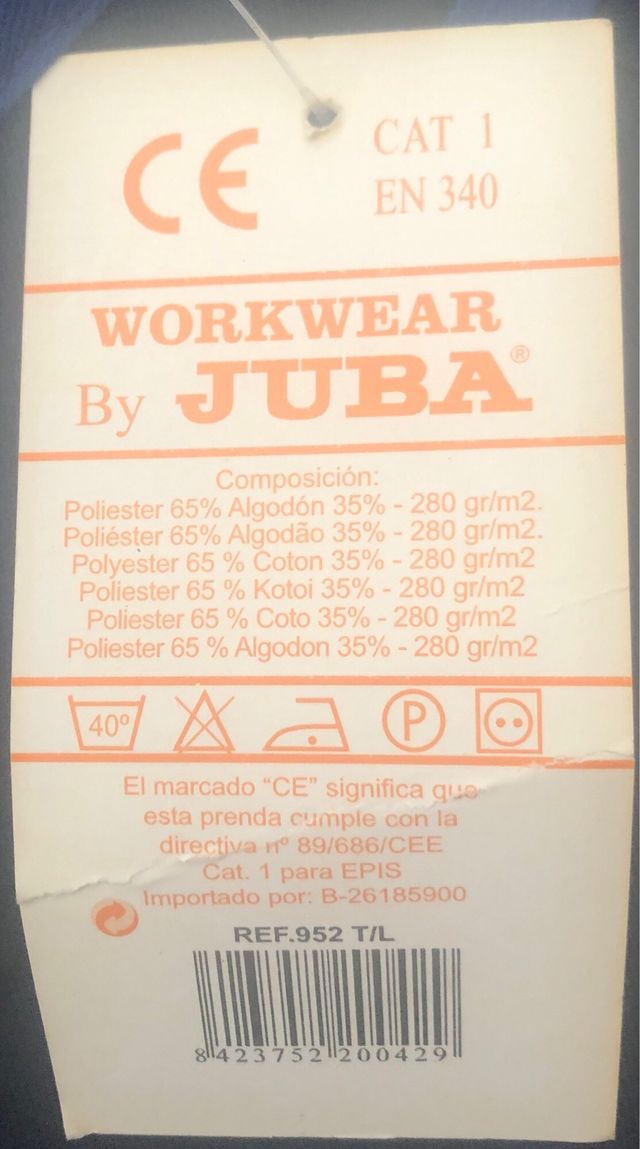 CE
CAT 1
EN 340
WORKWEAR
By JUBA®
Composición:
Poliester 65% Algodón 35% - 280 gr/m2.
Poliéster 65% Algodão 35% - 280 gr/m2.
Polyester 65 % Coton 35% - 280 gr/m2
Poliester 65 % Kotoi 35% - 280 gr/m2
Poliester 65 % Coto 35% - 280 gr/m2
Poliester 65 % Algodon 35% - 280 gr/m2
40º
P
El marcado “CE” significa que
esta prenda cumple con la
directiva nº 89/686/CEE
Cat. 1 para EPIS
Importado por: B-26185900
REF.952 T/L
8 423752 200429